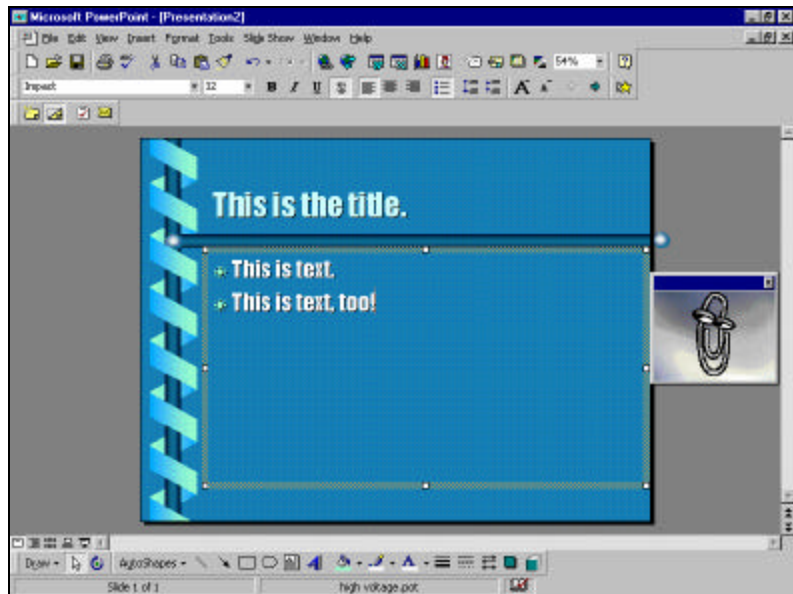 Microsoft PowerPoint - [Presentation2]
File Edit View Insert Format Tools Slide Show Window Help
54%
Impact 32 B I U S A A
This is the title.
This is text.
This is text, too!
Draw AutoShapes A A
Slide 1 of 1 high voltage.pot